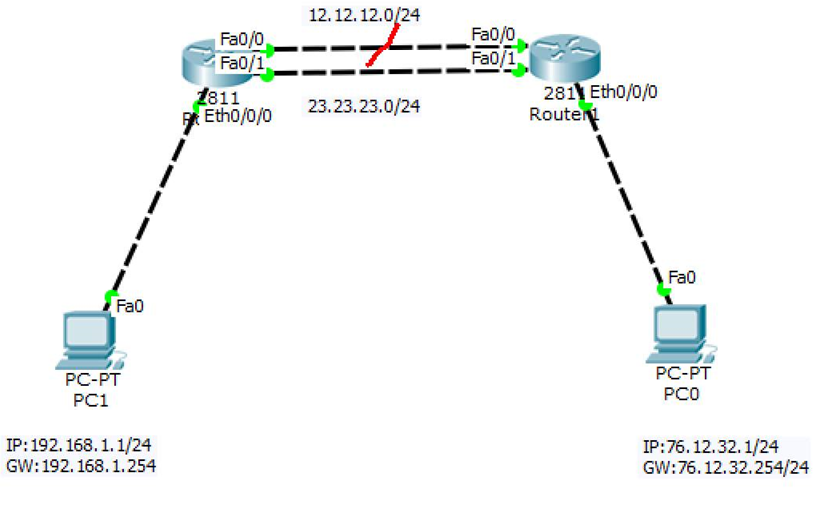 12.12.12.0/24
Fa0/0
Fa0/0
Fa0/1
Fa0/1
2811
Eth0/0/0
23.23.23.0/24
2811
Eth0/0/0
Router1
Fa0
Fa0
PC-PT
PC1
PC-PT
PC0
IP:192.168.1.1/24
GW:192.168.1.254
IP:76.12.32.1/24
GW:76.12.32.254/24